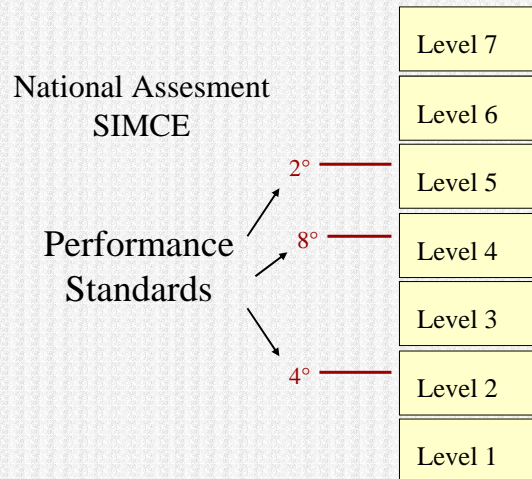 National Assesment
SIMCE
Performance
Standards
2°
8°
4°
Level 7
Level 6
Level 5
Level 4
Level 3
Level 2
Level 1